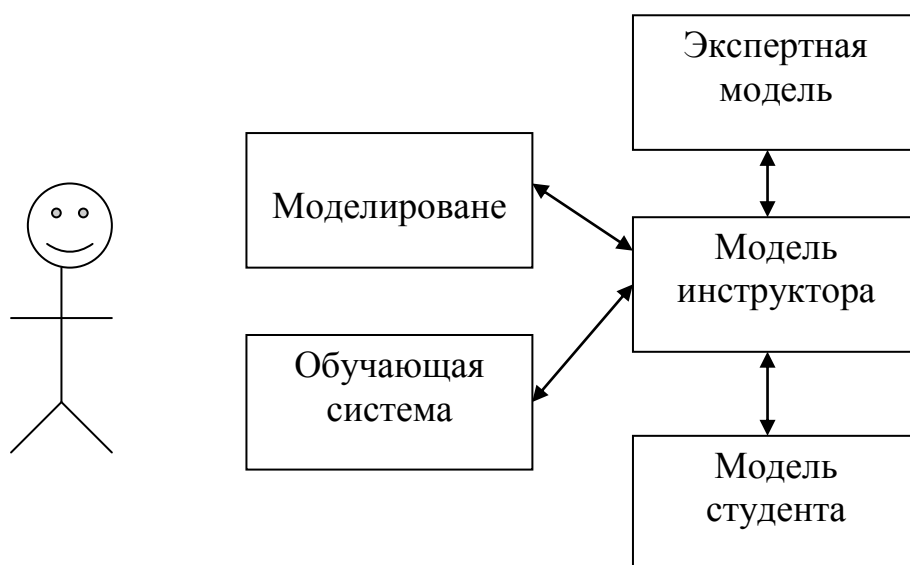 Экспертная
модель
Моделироване
Модель
инструктора
Обучающая
система
Модель
студента